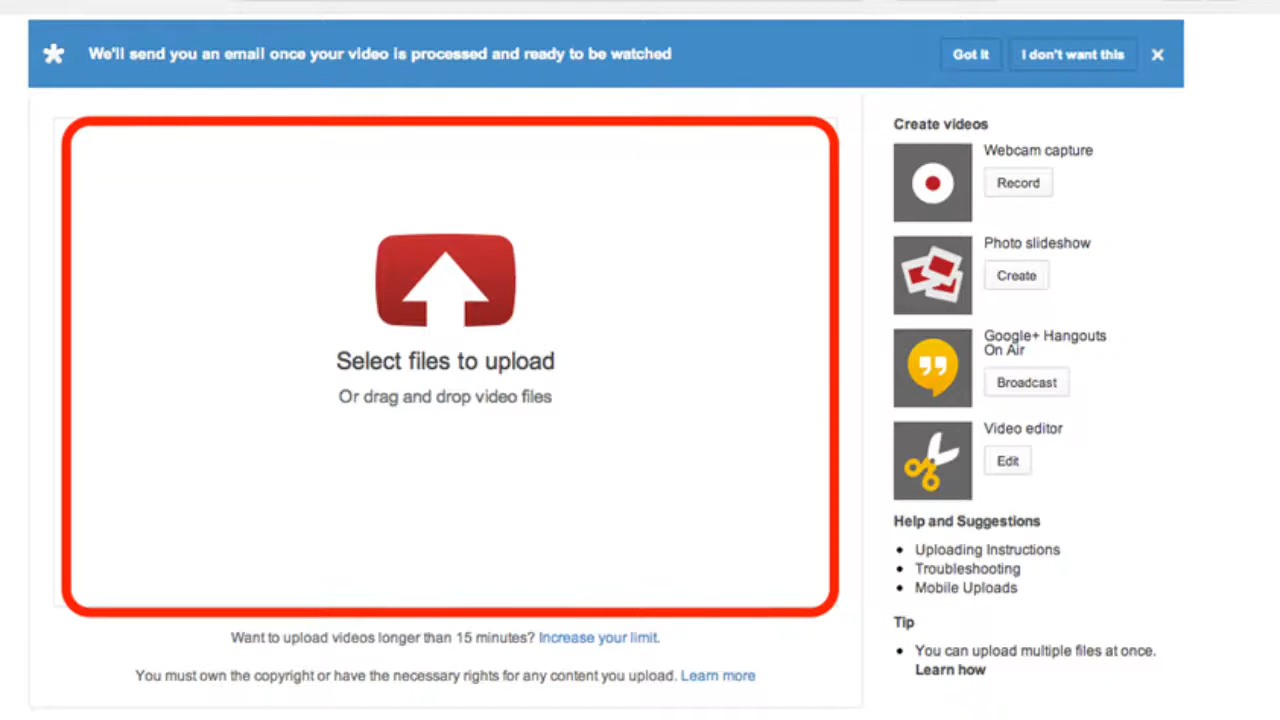 We'll send you an email once your video is processed and ready to be watched
Got it
I don't want this
Select files to upload
Or drag and drop video files
Want to upload videos longer than 15 minutes? Increase your limit.
You must own the copyright or have the necessary rights for any content you upload. Learn more
Create videos
Webcam capture
Record
Photo slideshow
Create
Google+ Hangouts
On Air
Broadcast
Video editor
Edit
Help and Suggestions
Uploading Instructions
Troubleshooting
Mobile Uploads
Tip
You can upload multiple files at once.
Learn how